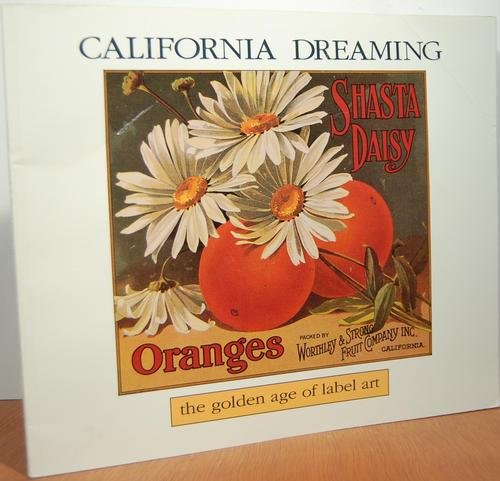 CALIFORNIA DREAMING
SHASTA
DAISY
Oranges
PACKED BY
WORTHLEY & STRONG
FRUIT COMPANY INC.
CALIFORNIA.
the golden age of label art